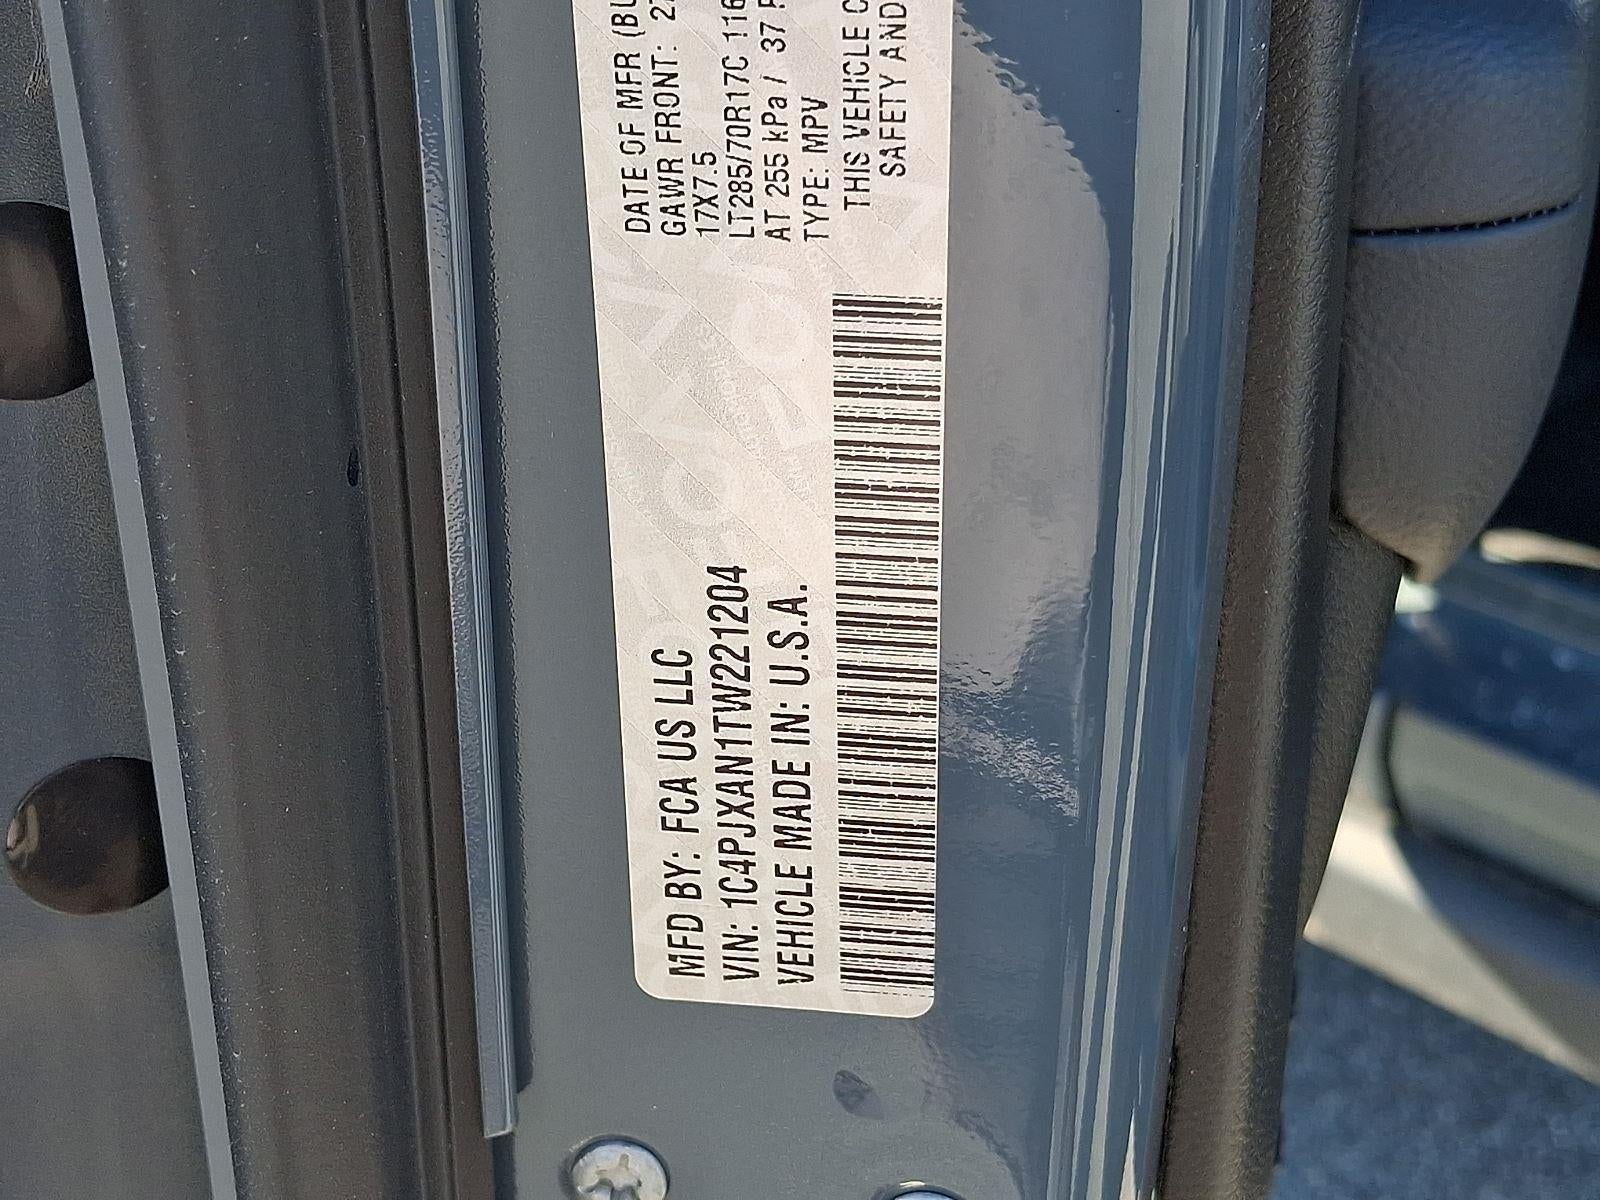 MFD BY: FCA US LLC
VIN: 1C4PJXAN1TW221204
VEHICLE MADE IN: U.S.A.
DATE OF MFR
GAWR FRONT:
17X7.5
LT285/70R17C
AT 255 kPa / 37
TYPE: MPV
THIS VEHICLE
SAFETY AND